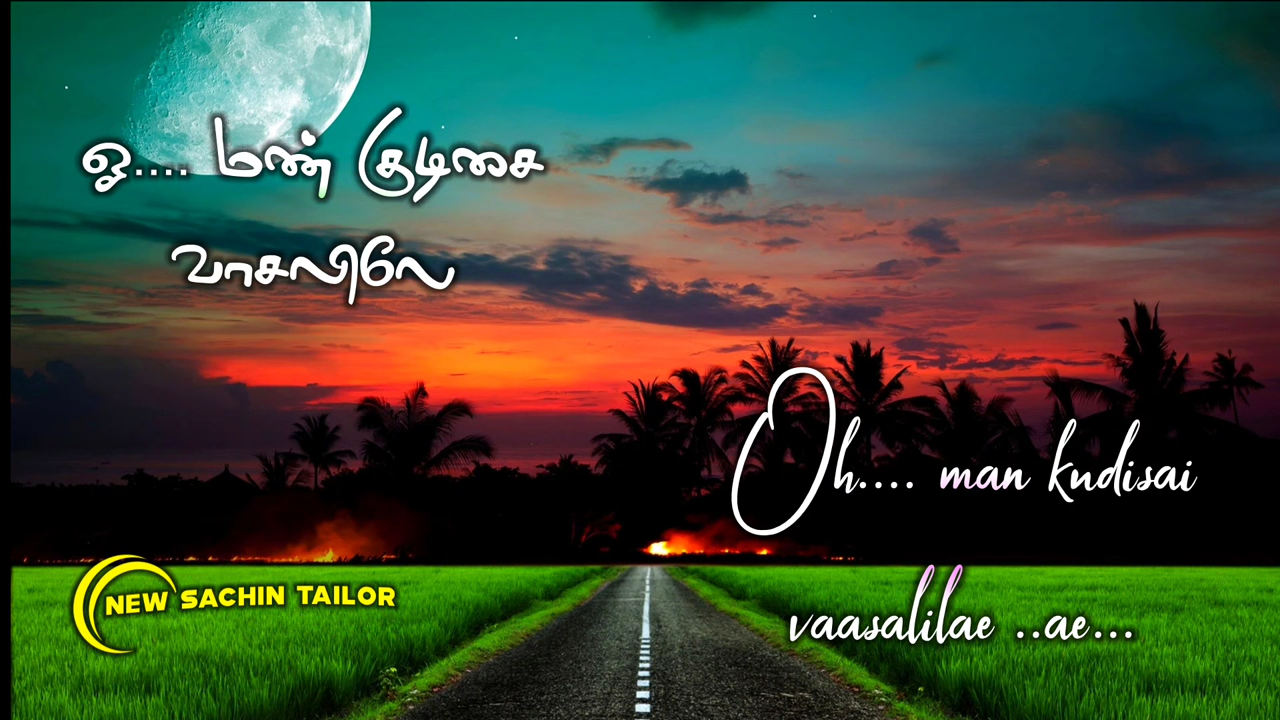 ஓ.... மண் குடிசை
வாசலிலே
Oh.... man kudisai
vaasalilae ..ae...
NEW SACHIN TAILOR